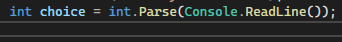 int choice = int.Parse(Console.ReadLine());